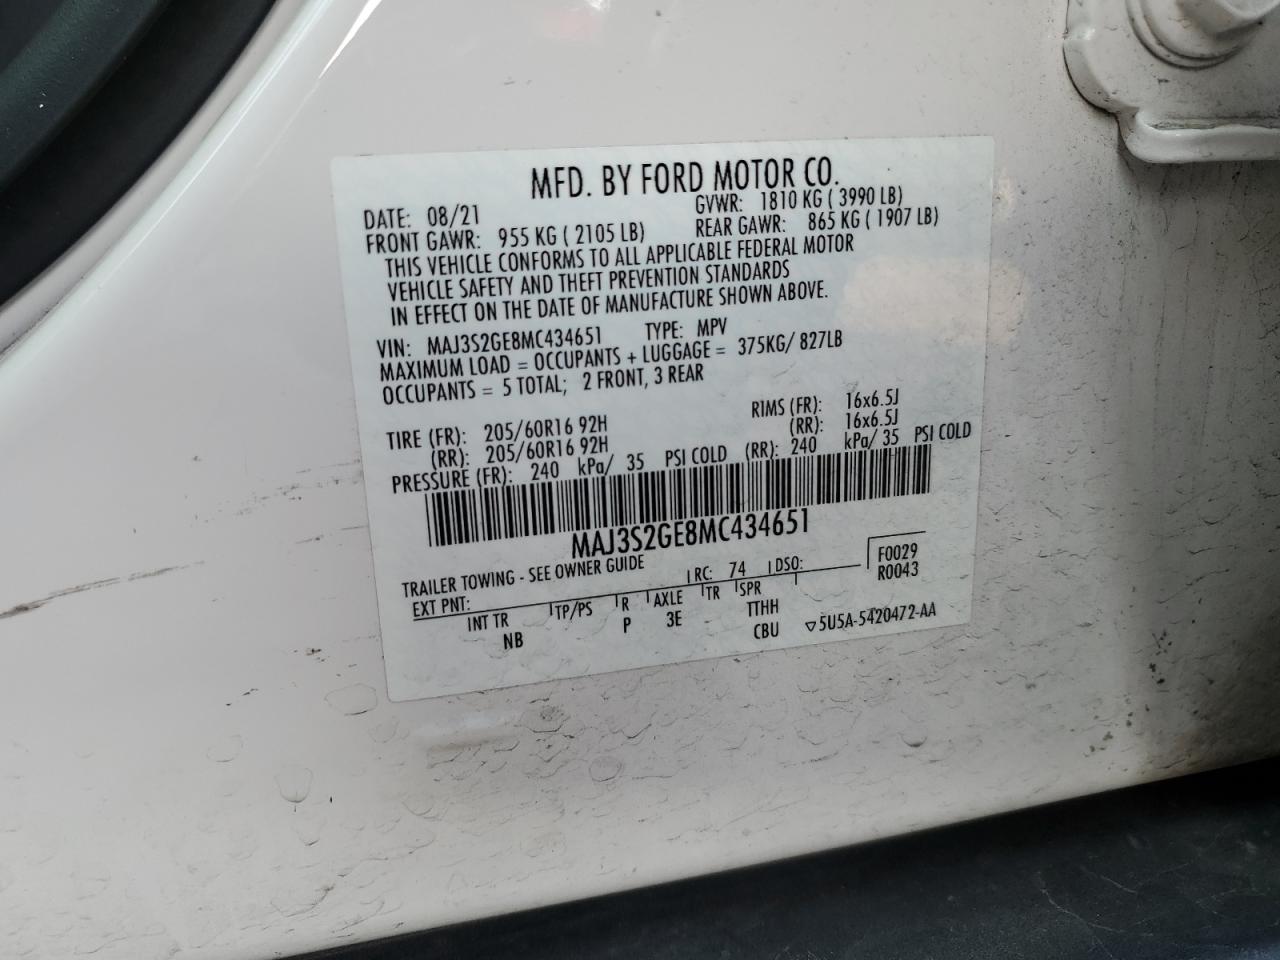 MFD. BY FORD MOTOR CO.
DATE: 08/21 GVWR: 1810 KG ( 3990 LB)
FRONT GAWR: 955 KG ( 2105 LB) REAR GAWR: 865 KG ( 1907 LB)
THIS VEHICLE CONFORMS TO ALL APPLICABLE FEDERAL MOTOR
VEHICLE SAFETY AND THEFT PREVENTION STANDARDS
IN EFFECT ON THE DATE OF MANUFACTURE SHOWN ABOVE.
VIN: MAJ3S2GE8MC434651 TYPE: MPV
MAXIMUM LOAD = OCCUPANTS + LUGGAGE = 375KG/ 827LB
OCCUPANTS = 5 TOTAL; 2 FRONT, 3 REAR
TIRE (FR): 205/60R16 92H RIMS (FR): 16x6.5J
(RR): 205/60R16 92H (RR): 16x6.5J
PRESSURE (FR): 240 kPa/ 35 PSI COLD (RR): 240 kPa/ 35 PSI COLD
MAJ3S2GE8MC434651
TRAILER TOWING - SEE OWNER GUIDE
EXT PNT: RC: 74 DSO: F0029
R0043
INT TR TP/PS R AXLE TR SPR
NB P 3E TTHH
CBU ▽5U5A-5420472-AA